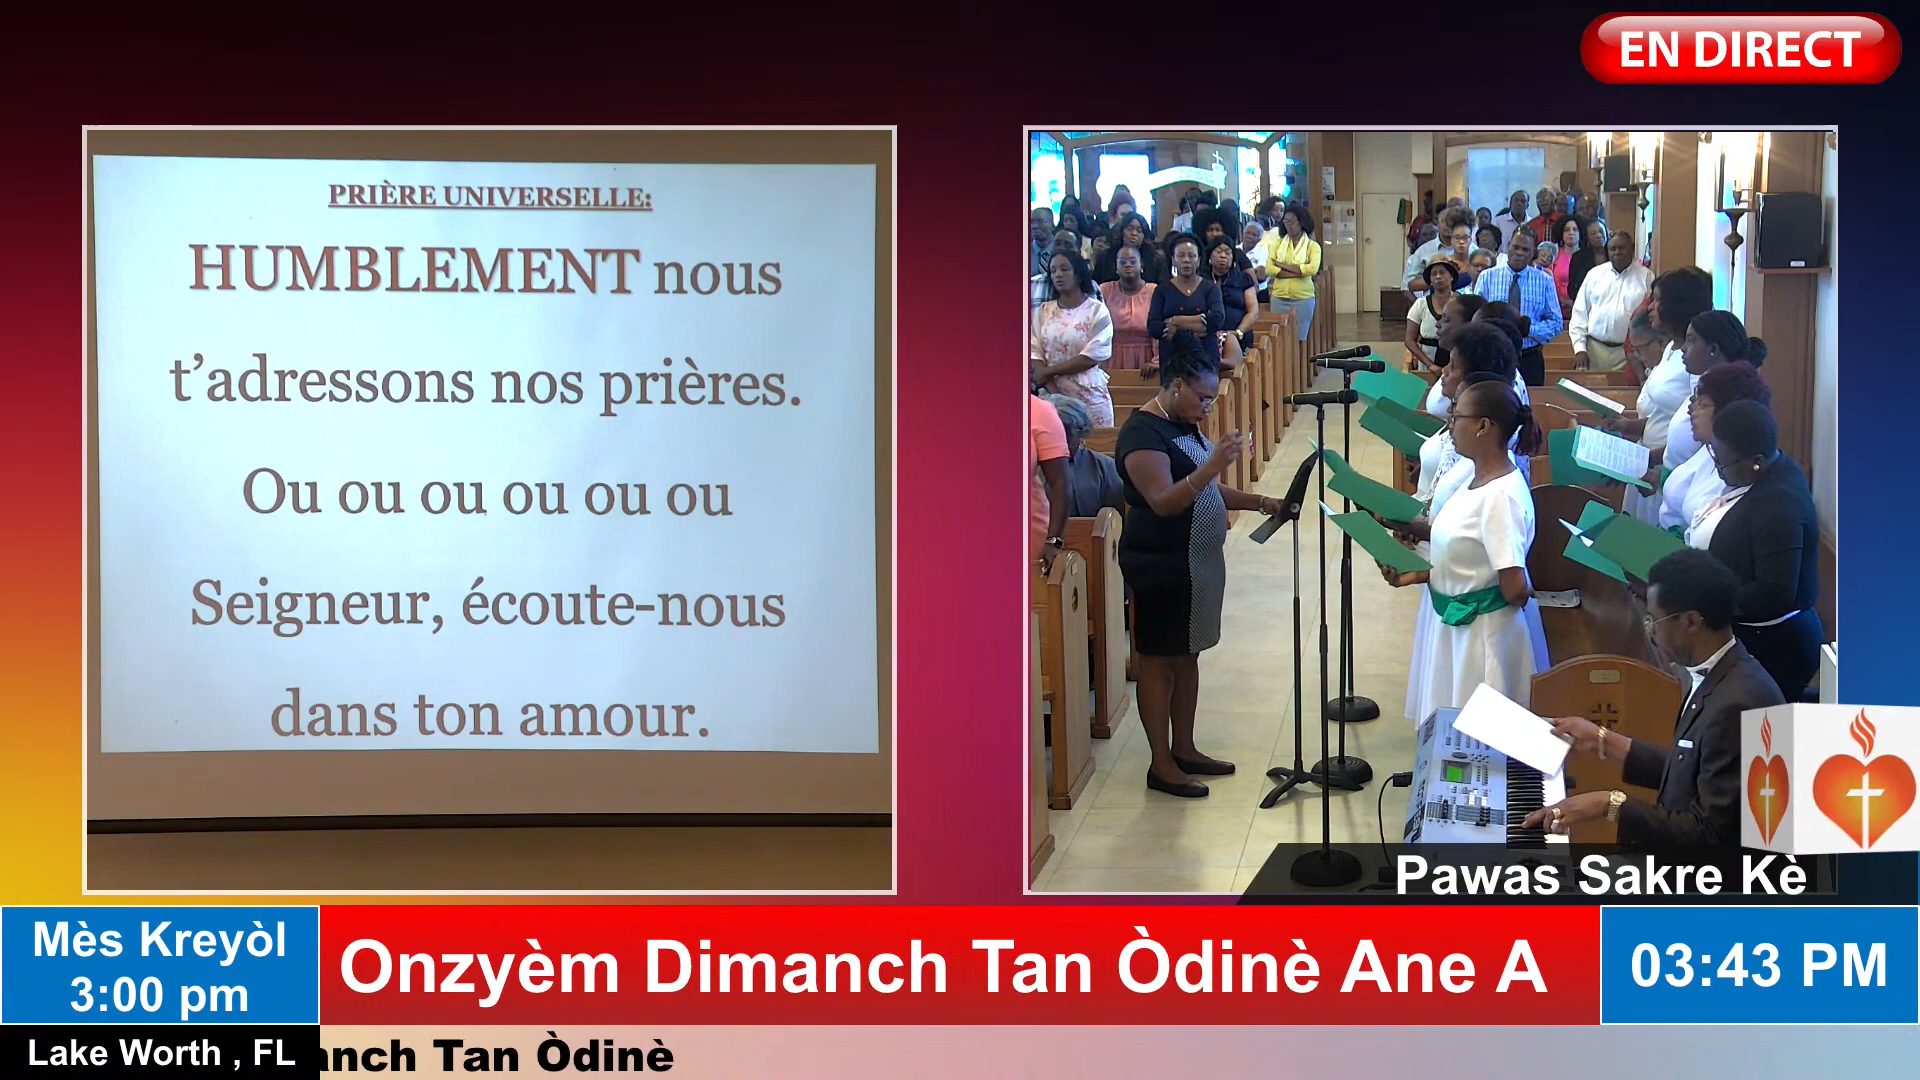 EN DIRECT
PRIÈRE UNIVERSELLE:
HUMBLEMENT nous
t’adressons nos prières.
Ou ou ou ou ou ou
Seigneur, écoute-nous
dans ton amour.
Pawas Sakre Kè
Mès Kreyòl
3:00 pm
Onzyèm Dimanch Tan Òdinè Ane A
03:43 PM
Lake Worth , FL
anch Tan Òdinè